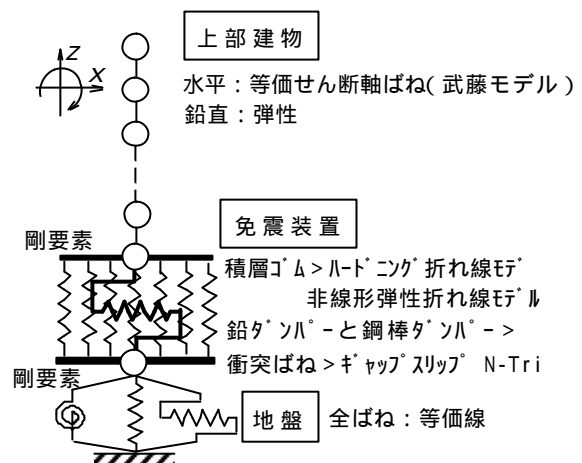 上部建物
Z
X
水平：等価せん断軸ばね(武藤モデル)
鉛直：弾性
免震装置
剛要素
積層ｺﾞﾑ＞ﾊｰﾄﾞﾆﾝｸﾞ折れ線ﾓﾃﾞ
非線形弾性折れ線ﾓﾃﾞﾙ
鉛ﾀﾞﾝﾊﾟｰと鋼棒ﾀﾞﾝﾊﾟｰ＞
衝突ばね＞ｷﾞｬｯﾌﾟｽﾘｯﾌﾟ N-Tri
剛要素
地盤
全ばね：等価線